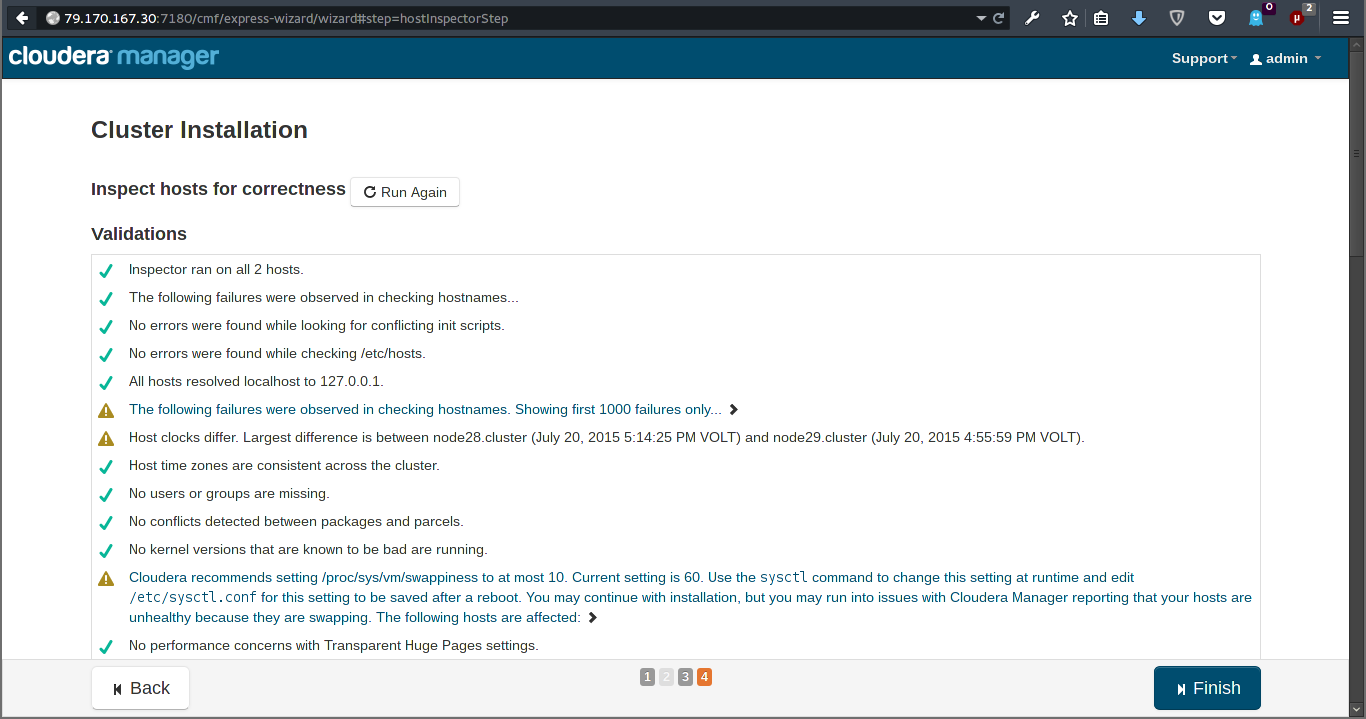 79.170.167.30:7180/cmf/express-wizard/wizard#step=hostInspectorStep
0
µ
2
cloudera manager
Support
admin
Cluster Installation
Inspect hosts for correctness
Run Again
Validations
Inspector ran on all 2 hosts.
The following failures were observed in checking hostnames...
No errors were found while looking for conflicting init scripts.
No errors were found while checking /etc/hosts.
All hosts resolved localhost to 127.0.0.1.
The following failures were observed in checking hostnames. Showing first 1000 failures only...
Host clocks differ. Largest difference is between node28.cluster (July 20, 2015 5:14:25 PM VOLT) and node29.cluster (July 20, 2015 4:55:59 PM VOLT).
Host time zones are consistent across the cluster.
No users or groups are missing.
No conflicts detected between packages and parcels.
No kernel versions that are known to be bad are running.
Cloudera recommends setting /proc/sys/vm/swappiness to at most 10. Current setting is 60. Use the sysctl command to change this setting at runtime and edit
/etc/sysctl.conf for this setting to be saved after a reboot. You may continue with installation, but you may run into issues with Cloudera Manager reporting that your hosts are
unhealthy because they are swapping. The following hosts are affected:
No performance concerns with Transparent Huge Pages settings.
Back
1 2 3 4
Finish